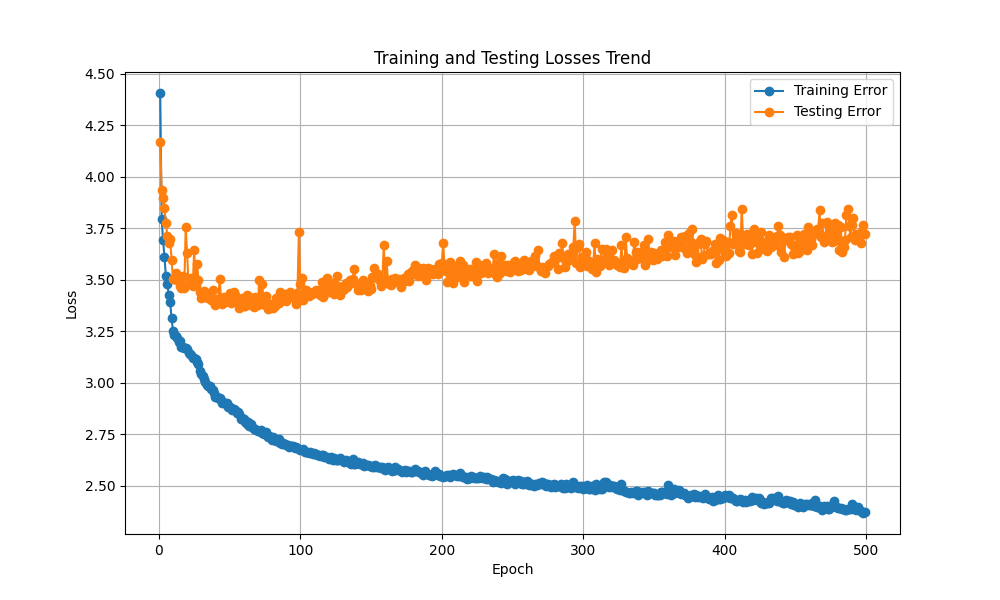 Training and Testing Losses Trend
4.50
4.25
4.00
3.75
3.50
3.25
3.00
2.75
2.50
Loss
Training Error
Testing Error
0 100 200 300 400 500
Epoch